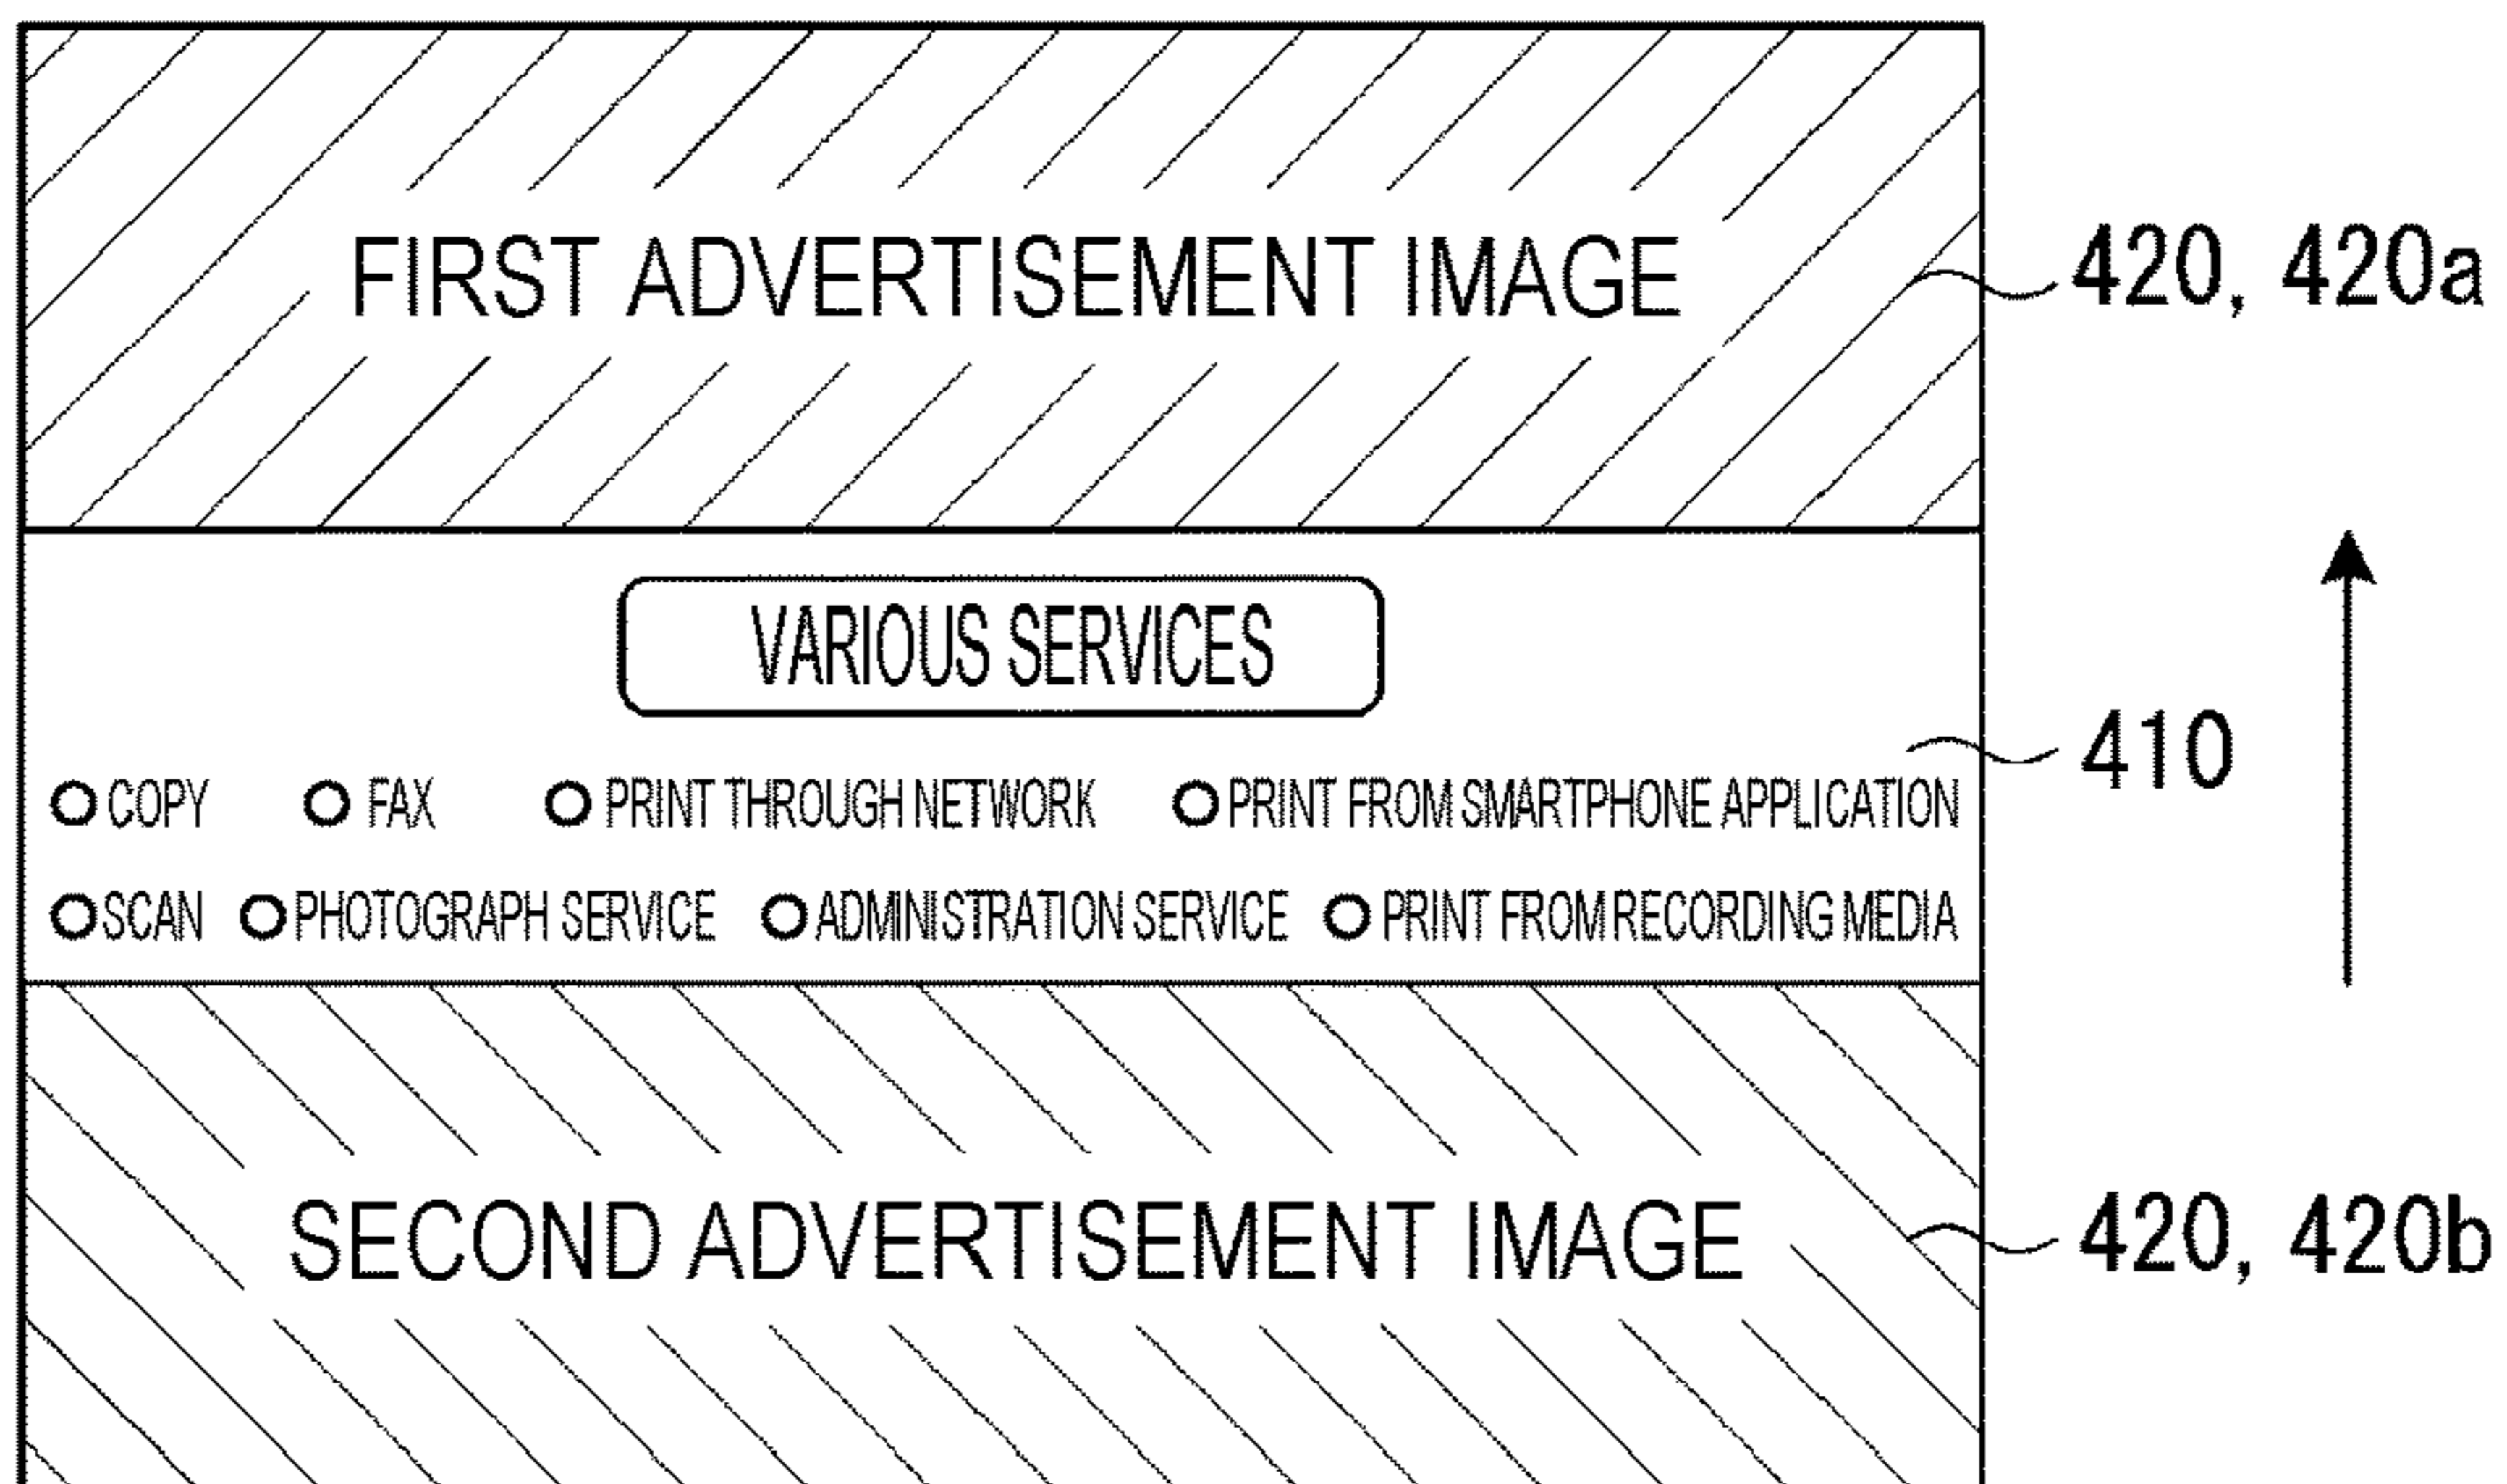 FIRST ADVERTISEMENT IMAGE
420, 420a
VARIOUS SERVICES
410
COPY FAX PRINT THROUGH NETWORK PRINT FROM SMARTPHONE APPLICATION
SCAN PHOTOGRAPH SERVICE ADMINISTRATION SERVICE PRINT FROM RECORDING MEDIA
SECOND ADVERTISEMENT IMAGE
420, 420b